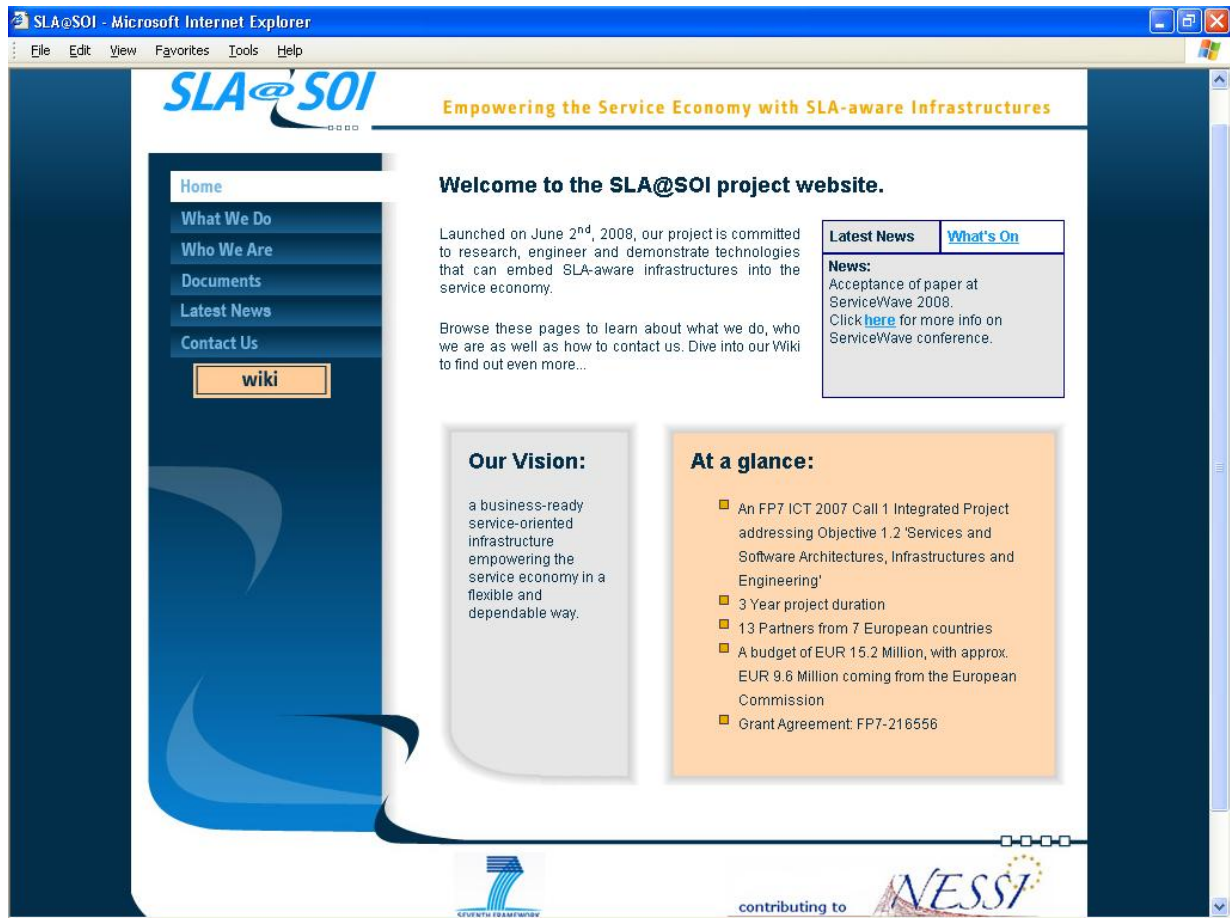 SLA@SOI - Microsoft Internet Explorer
File Edit View Favorites Tools Help
SLA@SOI
Empowering the Service Economy with SLA-aware Infrastructures
Home
What We Do
Who We Are
Documents
Latest News
Contact Us
wiki
Welcome to the SLA@SOI project website.
Launched on June 2nd, 2008, our project is committed
to research, engineer and demonstrate technologies
that can embed SLA-aware infrastructures into the
service economy.
Browse these pages to learn about what we do, who
we are as well as how to contact us. Dive into our Wiki
to find out even more...
Latest News What's On
News:
Acceptance of paper at
ServiceWave 2008.
Click here for more info on
ServiceWave conference.
Our Vision:
a business-ready
service-oriented
infrastructure
empowering the
service economy in a
flexible and
dependable way.
At a glance:
An FP7 ICT 2007 Call 1 Integrated Project
addressing Objective 1.2 'Services and
Software Architectures, Infrastructures and
Engineering'
3 Year project duration
13 Partners from 7 European countries
A budget of EUR 15.2 Million, with approx.
EUR 9.6 Million coming from the European
Commission
Grant Agreement: FP7-216556
SEVENTH FRAMEWORK
contributing to NESSI